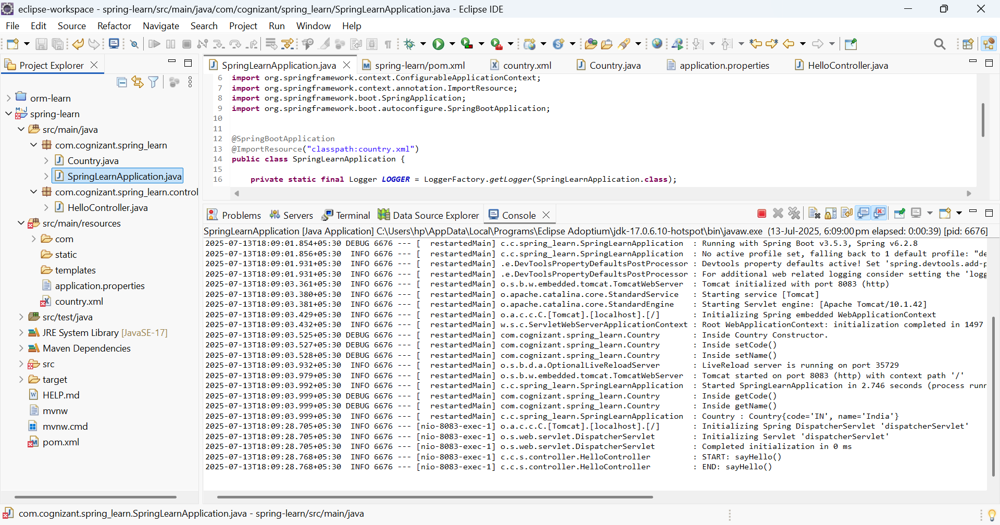 eclipse-workspace - spring-learn/src/main/java/com/cognizant/spring_learn/SpringLearnApplication.java - Eclipse IDE
File Edit Source Refactor Navigate Search Project Run Window Help
Project Explorer
orm-learn
spring-learn
src/main/java
com.cognizant.spring_learn
Country.java
SpringLearnApplication.java
com.cognizant.spring_learn.control
HelloController.java
src/main/resources
com
static
templates
application.properties
country.xml
src/test/java
JRE System Library [JavaSE-17]
Maven Dependencies
src
target
HELP.md
mvnw
mvnw.cmd
pom.xml
SpringLearnApplication.java spring-learn/pom.xml country.xml Country.java application.properties HelloController.java
6 import org.springframework.context.ConfigurableApplicationContext;
7 import org.springframework.context.annotation.ImportResource;
8 import org.springframework.boot.SpringApplication;
9 import org.springframework.boot.autoconfigure.SpringBootApplication;
10
11
12 @SpringBootApplication
13 @ImportResource("classpath:country.xml")
14 public class SpringLearnApplication {
15
16 private static final Logger LOGGER = LoggerFactory.getLogger(SpringLearnApplication.class);
Problems Servers Terminal Data Source Explorer Console
SpringLearnApplication [Java Application] C:\Users\hp\AppData\Local\Programs\Eclipse Adoptium\jdk-17.0.6.10-hotspot\bin\javaw.exe (13-Jul-2025, 6:09:00 pm elapsed: 0:00:39) [pid: 6676]
2025-07-13T18:09:01.854+05:30 DEBUG 6676 --- [ restartedMain] c.c.spring_learn.SpringLearnApplication : Running with Spring Boot v3.5.3, Spring v6.2.8
2025-07-13T18:09:01.856+05:30 INFO 6676 --- [ restartedMain] c.c.spring_learn.SpringLearnApplication : No active profile set, falling back to 1 default profile: "de
2025-07-13T18:09:01.931+05:30 INFO 6676 --- [ restartedMain] .e.DevToolsPropertyDefaultsPostProcessor : Devtools property defaults active! Set 'spring.devtools.add-p
2025-07-13T18:09:01.931+05:30 INFO 6676 --- [ restartedMain] .e.DevToolsPropertyDefaultsPostProcessor : For additional web related logging consider setting the 'logg
2025-07-13T18:09:03.361+05:30 INFO 6676 --- [ restartedMain] o.s.b.w.embedded.tomcat.TomcatWebServer : Tomcat initialized with port 8083 (http)
2025-07-13T18:09:03.380+05:30 INFO 6676 --- [ restartedMain] o.apache.catalina.core.StandardService : Starting service [Tomcat]
2025-07-13T18:09:03.381+05:30 INFO 6676 --- [ restartedMain] o.apache.catalina.core.StandardEngine : Starting Servlet engine: [Apache Tomcat/10.1.42]
2025-07-13T18:09:03.429+05:30 INFO 6676 --- [ restartedMain] o.a.c.c.C.[Tomcat].[localhost].[/] : Initializing Spring embedded WebApplicationContext
2025-07-13T18:09:03.432+05:30 INFO 6676 --- [ restartedMain] w.s.c.ServletWebServerApplicationContext : Root WebApplicationContext: initialization completed in 1497
2025-07-13T18:09:03.525+05:30 DEBUG 6676 --- [ restartedMain] com.cognizant.spring_learn.Country : Inside Country Constructor.
2025-07-13T18:09:03.527+05:30 DEBUG 6676 --- [ restartedMain] com.cognizant.spring_learn.Country : Inside setCode()
2025-07-13T18:09:03.528+05:30 DEBUG 6676 --- [ restartedMain] com.cognizant.spring_learn.Country : Inside setName()
2025-07-13T18:09:03.932+05:30 INFO 6676 --- [ restartedMain] o.s.b.d.a.OptionalLiveReloadServer : LiveReload server is running on port 35729
2025-07-13T18:09:03.979+05:30 INFO 6676 --- [ restartedMain] o.s.b.w.embedded.tomcat.TomcatWebServer : Tomcat started on port 8083 (http) with context path '/'
2025-07-13T18:09:03.992+05:30 INFO 6676 --- [ restartedMain] c.c.spring_learn.SpringLearnApplication : Started SpringLearnApplication in 2.746 seconds (process runr
2025-07-13T18:09:03.999+05:30 DEBUG 6676 --- [ restartedMain] com.cognizant.spring_learn.Country : Inside getCode()
2025-07-13T18:09:03.999+05:30 DEBUG 6676 --- [ restartedMain] com.cognizant.spring_learn.Country : Inside getName()
2025-07-13T18:09:03.999+05:30 INFO 6676 --- [ restartedMain] c.c.spring_learn.SpringLearnApplication : Country : Country{code='IN', name='India'}
2025-07-13T18:09:28.705+05:30 INFO 6676 --- [nio-8083-exec-1] o.a.c.c.C.[Tomcat].[localhost].[/] : Initializing Spring DispatcherServlet 'dispatcherServlet'
2025-07-13T18:09:28.705+05:30 INFO 6676 --- [nio-8083-exec-1] o.s.web.servlet.DispatcherServlet : Initializing Servlet 'dispatcherServlet'
2025-07-13T18:09:28.705+05:30 INFO 6676 --- [nio-8083-exec-1] o.s.web.servlet.DispatcherServlet : Completed initialization in 0 ms
2025-07-13T18:09:28.768+05:30 INFO 6676 --- [nio-8083-exec-1] c.c.s.controller.HelloController : START: sayHello()
2025-07-13T18:09:28.768+05:30 INFO 6676 --- [nio-8083-exec-1] c.c.s.controller.HelloController : END: sayHello()
com.cognizant.spring_learn.SpringLearnApplication.java - spring-learn/src/main/java